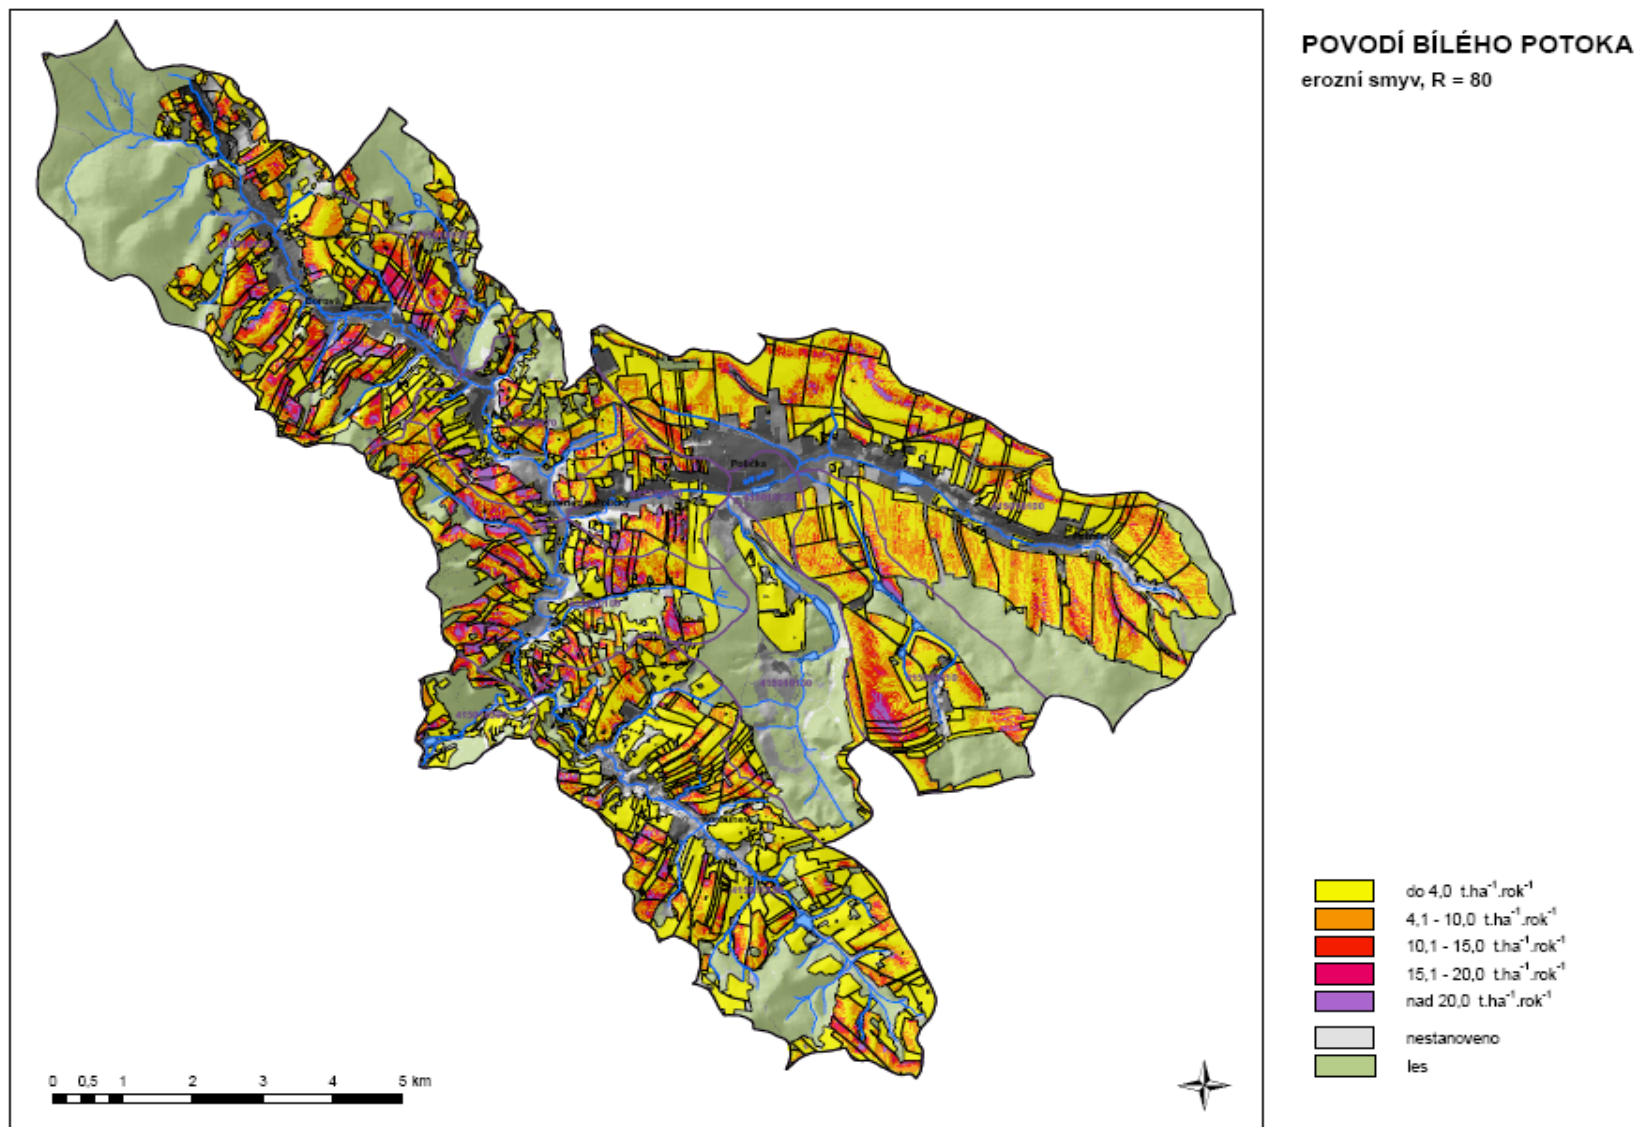 POVODÍ BÍLÉHO POTOKA
erozní smyv, R = 80
Borová
Polička
do 4,0 t.ha⁻¹.rok⁻¹
4,1 - 10,0 t.ha⁻¹.rok⁻¹
10,1 - 15,0 t.ha⁻¹.rok⁻¹
15,1 - 20,0 t.ha⁻¹.rok⁻¹
nad 20,0 t.ha⁻¹.rok⁻¹
nestanoveno
les
0 0,5 1 2 3 4 5 km